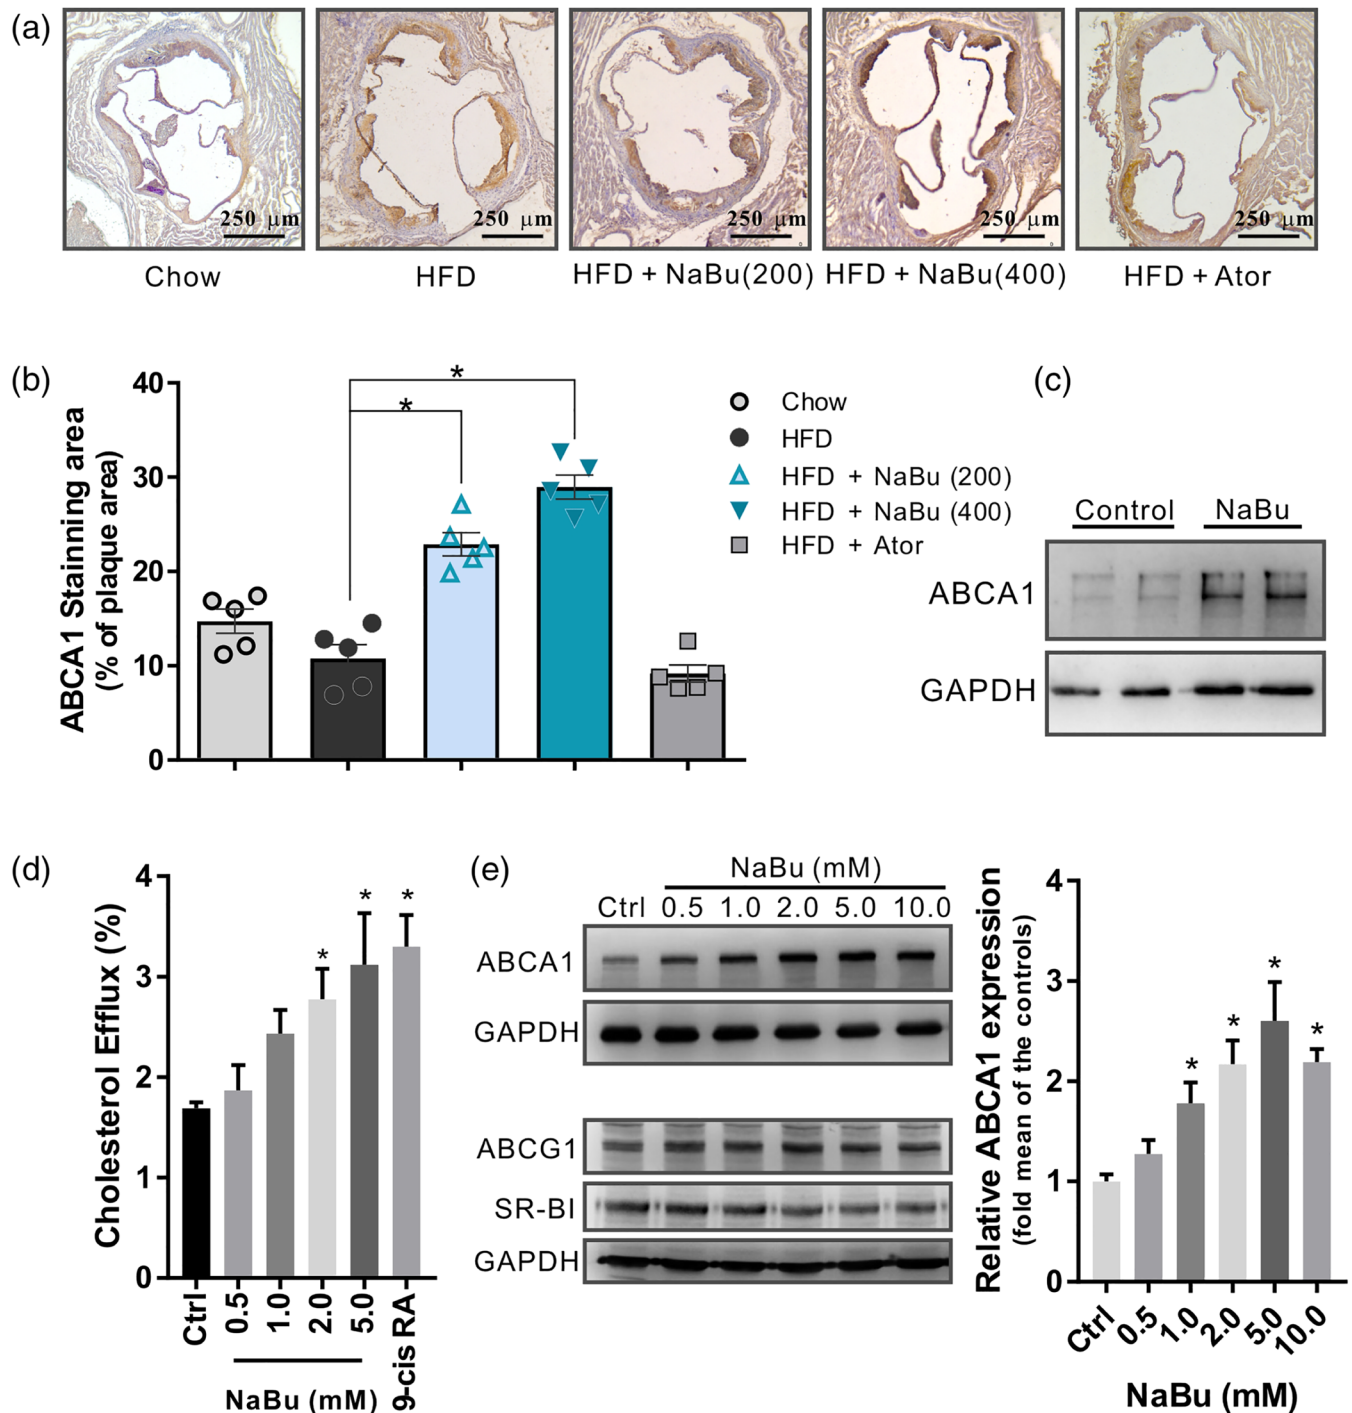 (a)
250 μm
250 μm
250 μm
250 μm
250 μm
Chow
HFD
HFD + NaBu(200)
HFD + NaBu(400)
HFD + Ator
(b)
ABCA1 Stainning area
(% of plaque area)
40
30
20
10
0
*
*
Chow
HFD
HFD + NaBu (200)
HFD + NaBu (400)
HFD + Ator
(c)
Control
NaBu
ABCA1
GAPDH
(d)
Cholesterol Efflux (%)
4
3
2
1
0
*
*
*
Ctrl
0.5
1.0
2.0
5.0
9-cis RA
NaBu (mM)
(e)
NaBu (mM)
Ctrl 0.5 1.0 2.0 5.0 10.0
ABCA1
GAPDH
ABCG1
SR-BI
GAPDH
Relative ABCA1 expression
(fold mean of the controls)
4
3
2
1
0
*
*
*
*
Ctrl
0.5
1.0
2.0
5.0
10.0
NaBu (mM)